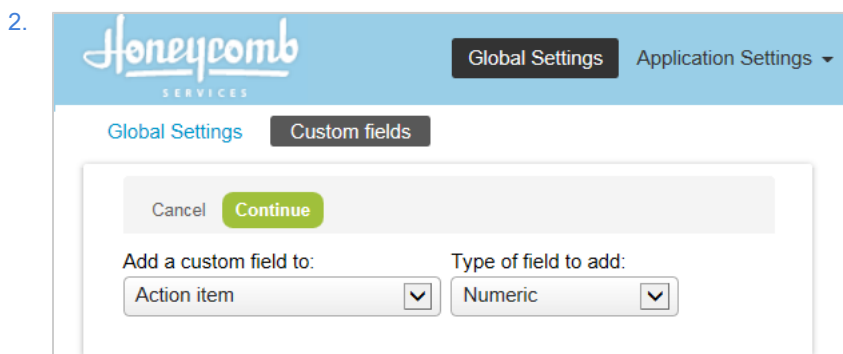 2.
Honeycomb
SERVICES
Global Settings Application Settings
Global Settings Custom fields
Cancel Continue
Add a custom field to: Type of field to add:
Action item Numeric